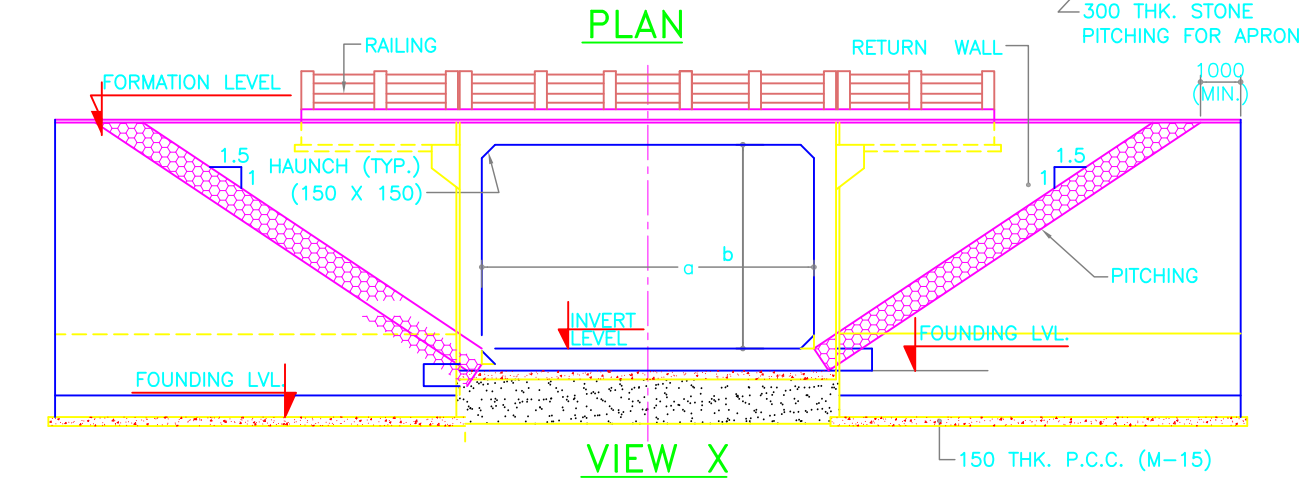 PLAN
300 THK. STONE
PITCHING FOR APRON
RAILING
RETURN WALL
FORMATION LEVEL
1000
(MIN.)
1.5
1
HAUNCH (TYP.)
(150 X 150)
1.5
1
b
a
PITCHING
INVERT
LEVEL
FOUNDING LVL.
FOUNDING LVL.
VIEW X
150 THK. P.C.C. (M-15)